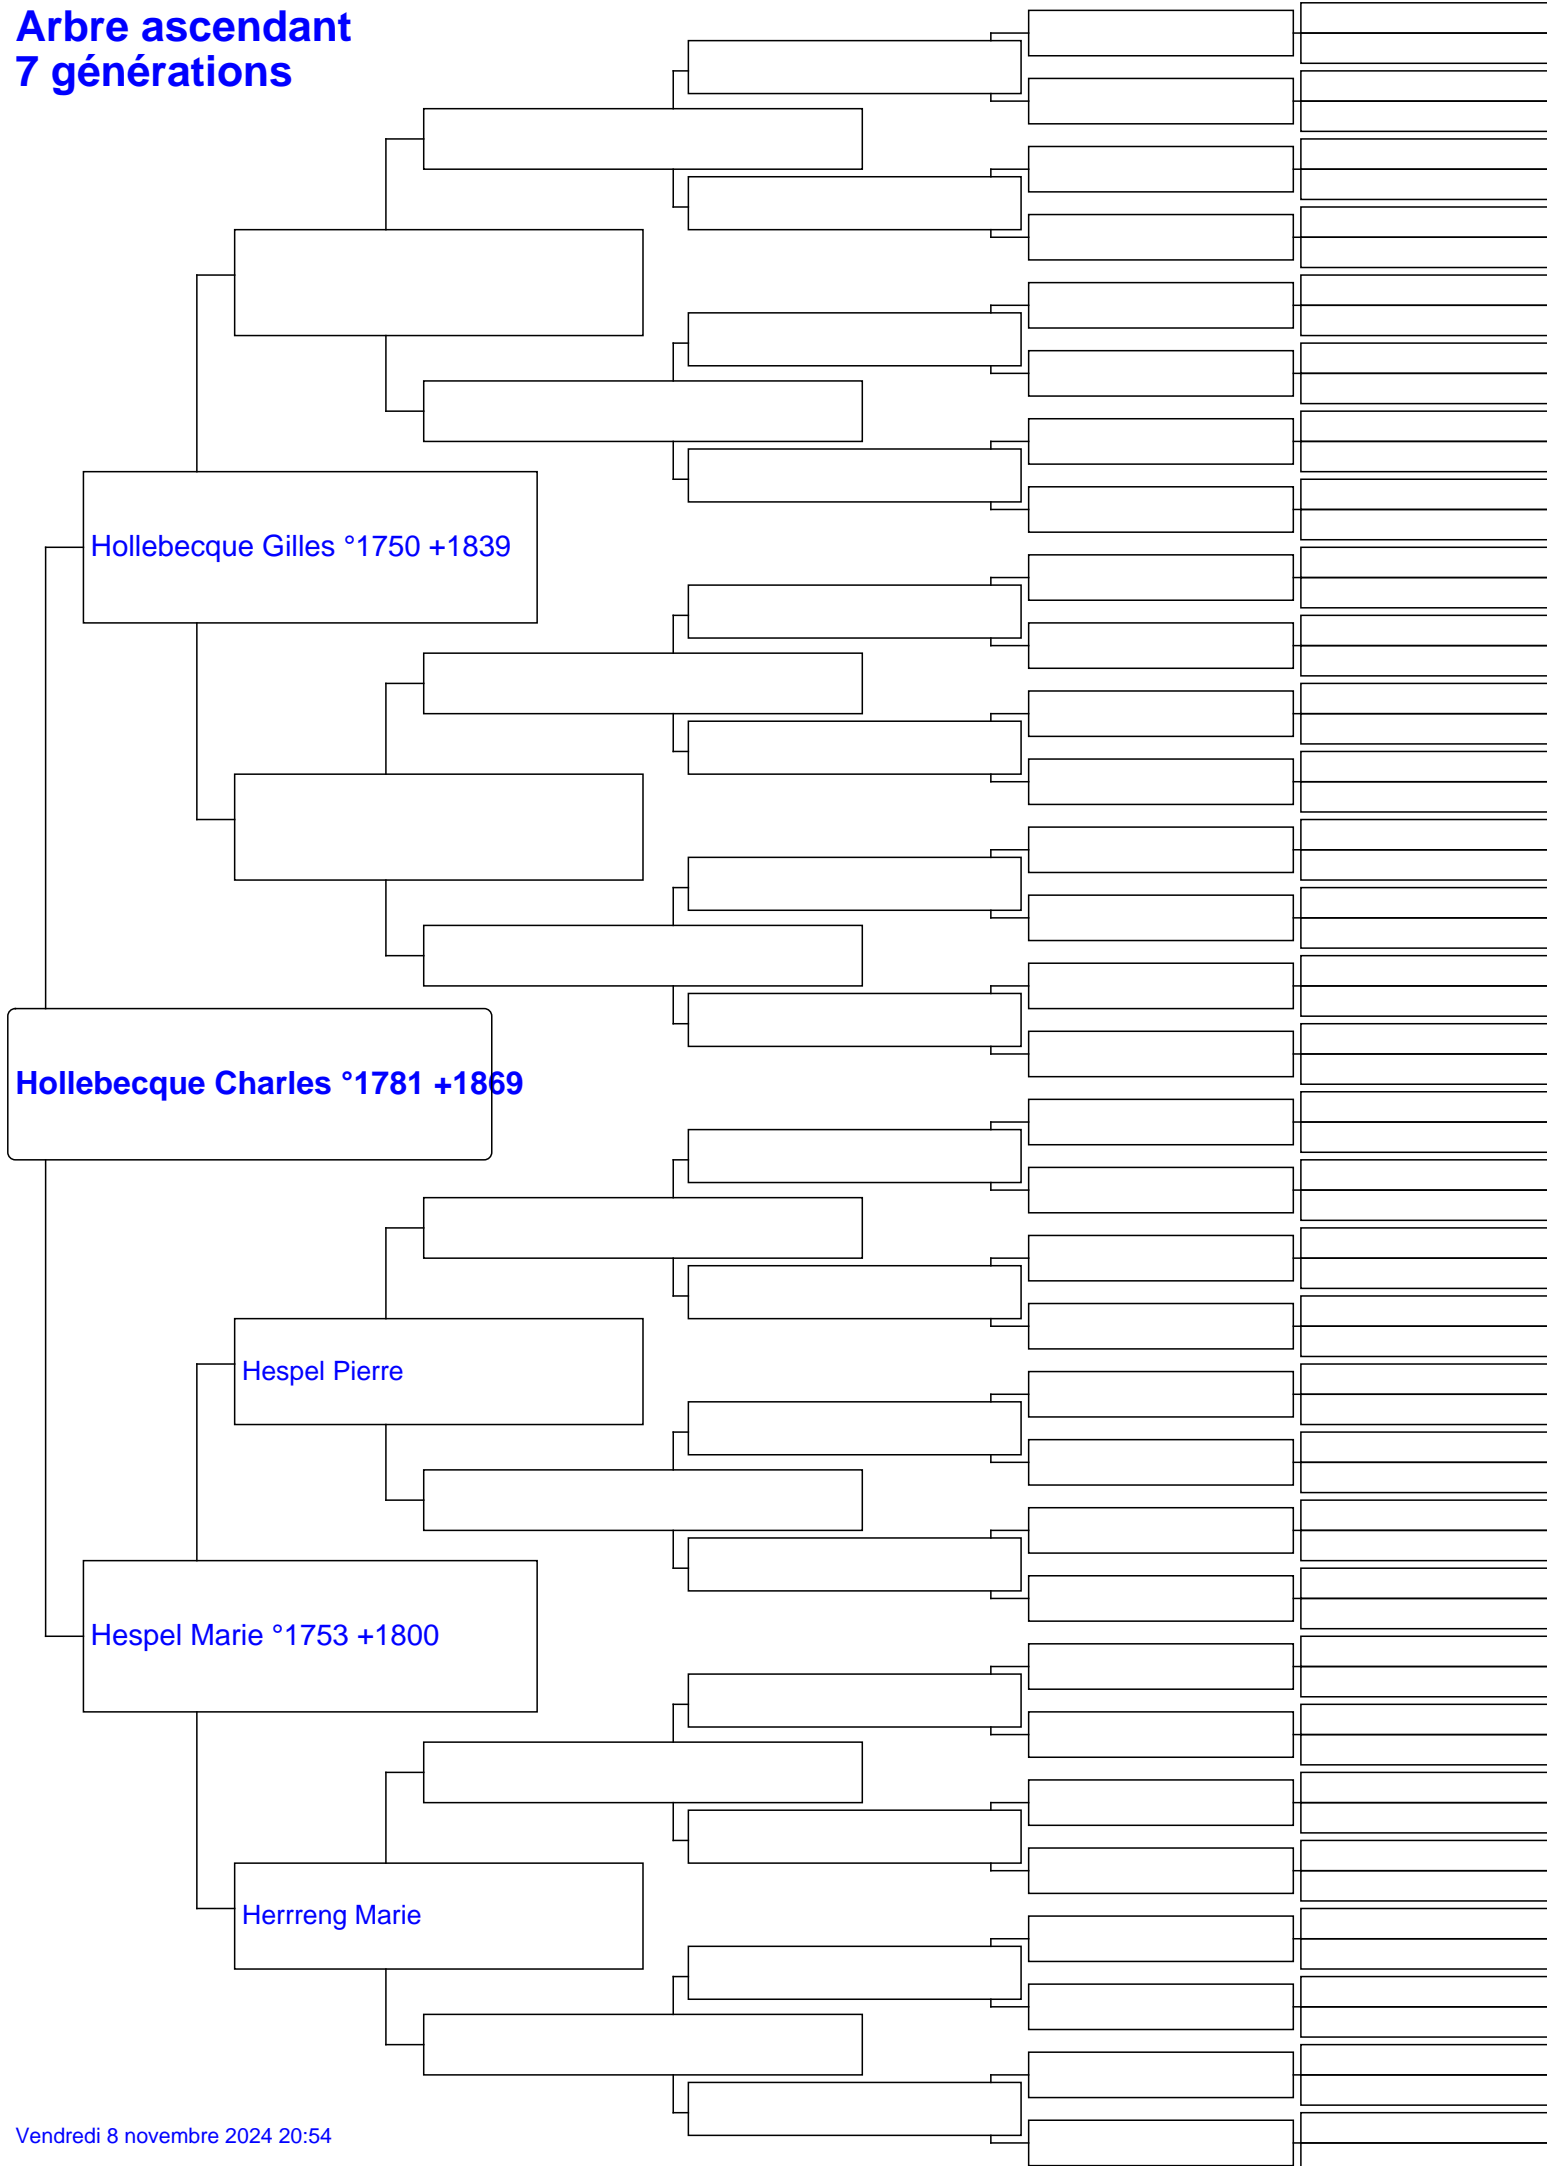 Arbre ascendant
7 générations
Hollebecque Gilles °1750 +1839
Hollebecque Charles °1781 +1869
Hespel Pierre
Hespel Marie °1753 +1800
Herrreng Marie
Vendredi 8 novembre 2024 20:54